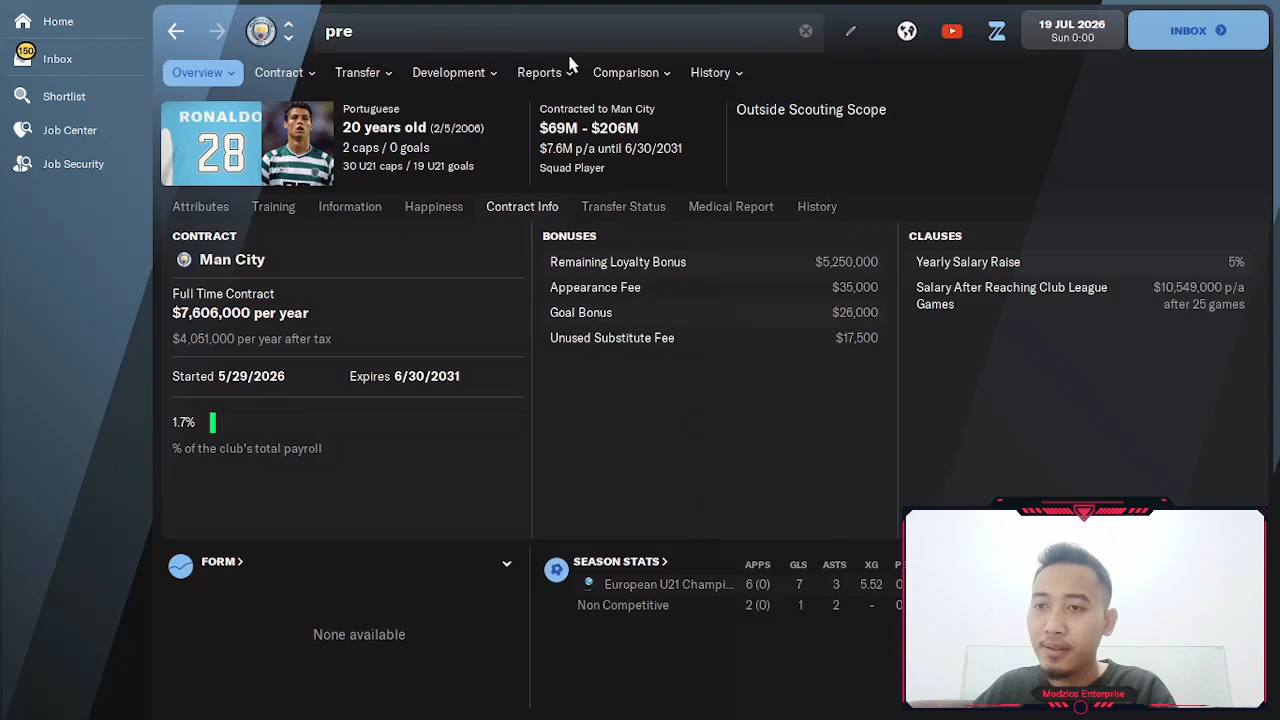 Home
pre
19 JUL 2026
Sun 0:00
INBOX
150
Inbox
Shortlist
Job Center
Job Security
Overview
Contract
Transfer
Development
Reports
Comparison
History
RONALDO
28
Portuguese
20 years old (2/5/2006)
2 caps / 0 goals
30 U21 caps / 19 U21 goals
Contracted to Man City
$69M - $206M
$7.6M p/a until 6/30/2031
Squad Player
Outside Scouting Scope
Attributes
Training
Information
Happiness
Contract Info
Transfer Status
Medical Report
History
CONTRACT
Man City
Full Time Contract
$7,606,000 per year
$4,051,000 per year after tax
Started 5/29/2026
Expires 6/30/2031
1.7%
% of the club's total payroll
BONUSES
Remaining Loyalty Bonus $5,250,000
Appearance Fee $35,000
Goal Bonus $26,000
Unused Substitute Fee $17,500
CLAUSES
Yearly Salary Raise 5%
Salary After Reaching Club League $10,549,000 p/a
Games after 25 games
FORM >
None available
SEASON STATS > APPS GLS ASTS XG
European U21 Champi... 6 (0) 7 3 5.52
Non Competitive 2 (0) 1 2 -
Modzica Enterprise